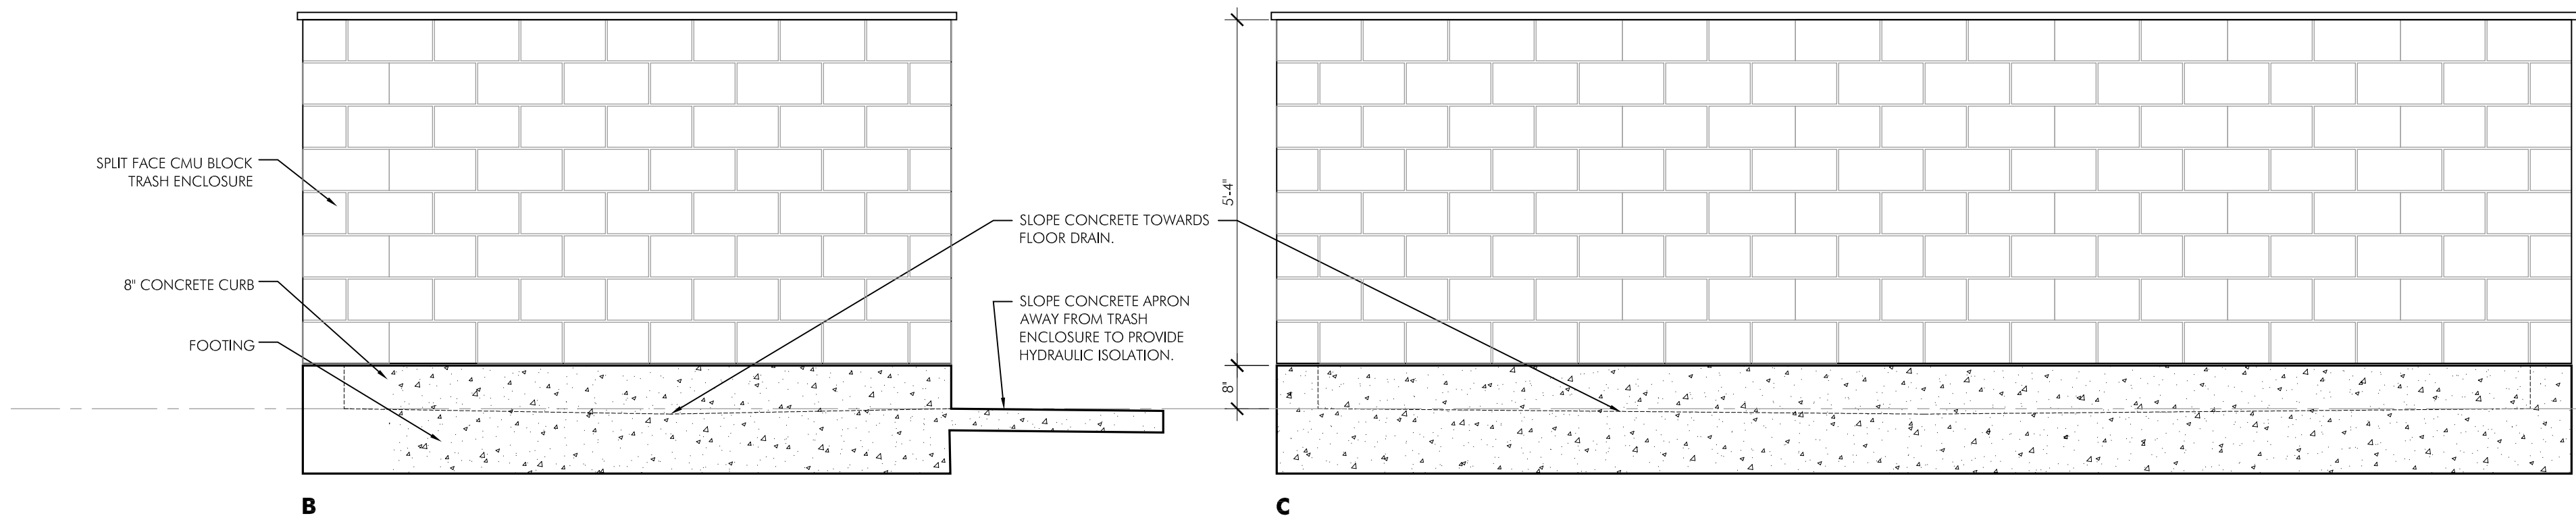 SPLIT FACE CMU BLOCK
TRASH ENCLOSURE
8" CONCRETE CURB
FOOTING
SLOPE CONCRETE TOWARDS
FLOOR DRAIN.
SLOPE CONCRETE APRON
AWAY FROM TRASH
ENCLOSURE TO PROVIDE
HYDRAULIC ISOLATION.
5'-4"
8"
B
C